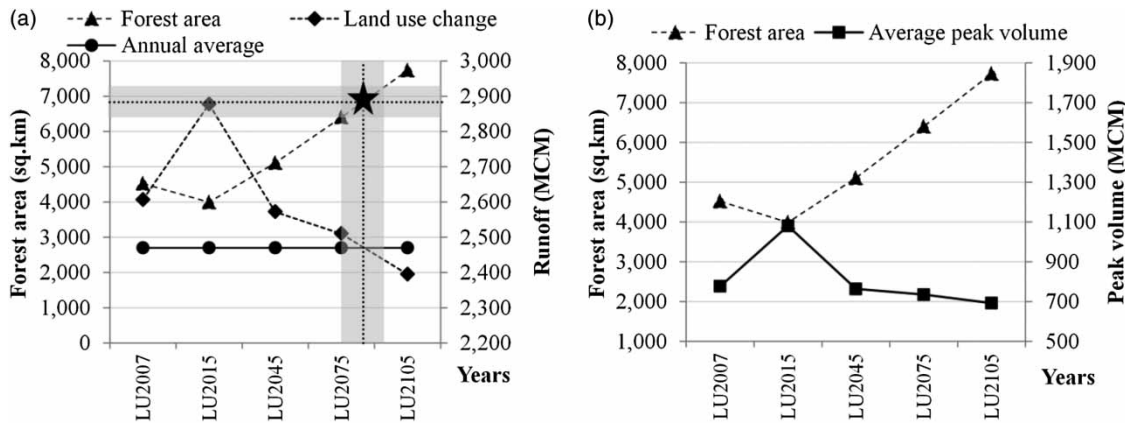 (a)
Forest area
Land use change
Annual average
8,000
7,000
6,000
5,000
4,000
3,000
2,000
1,000
0
Forest area (sq.km)
3,000
2,900
2,800
2,700
2,600
2,500
2,400
2,300
2,200
Runoff (MCM)
LU2007
LU2015
LU2045
LU2075
LU2105
Years
(b)
Forest area
Average peak volume
8,000
7,000
6,000
5,000
4,000
3,000
2,000
1,000
Forest area (sq.km)
1,900
1,700
1,500
1,300
1,100
900
700
500
Peak volume (MCM)
LU2007
LU2015
LU2045
LU2075
LU2105
Years